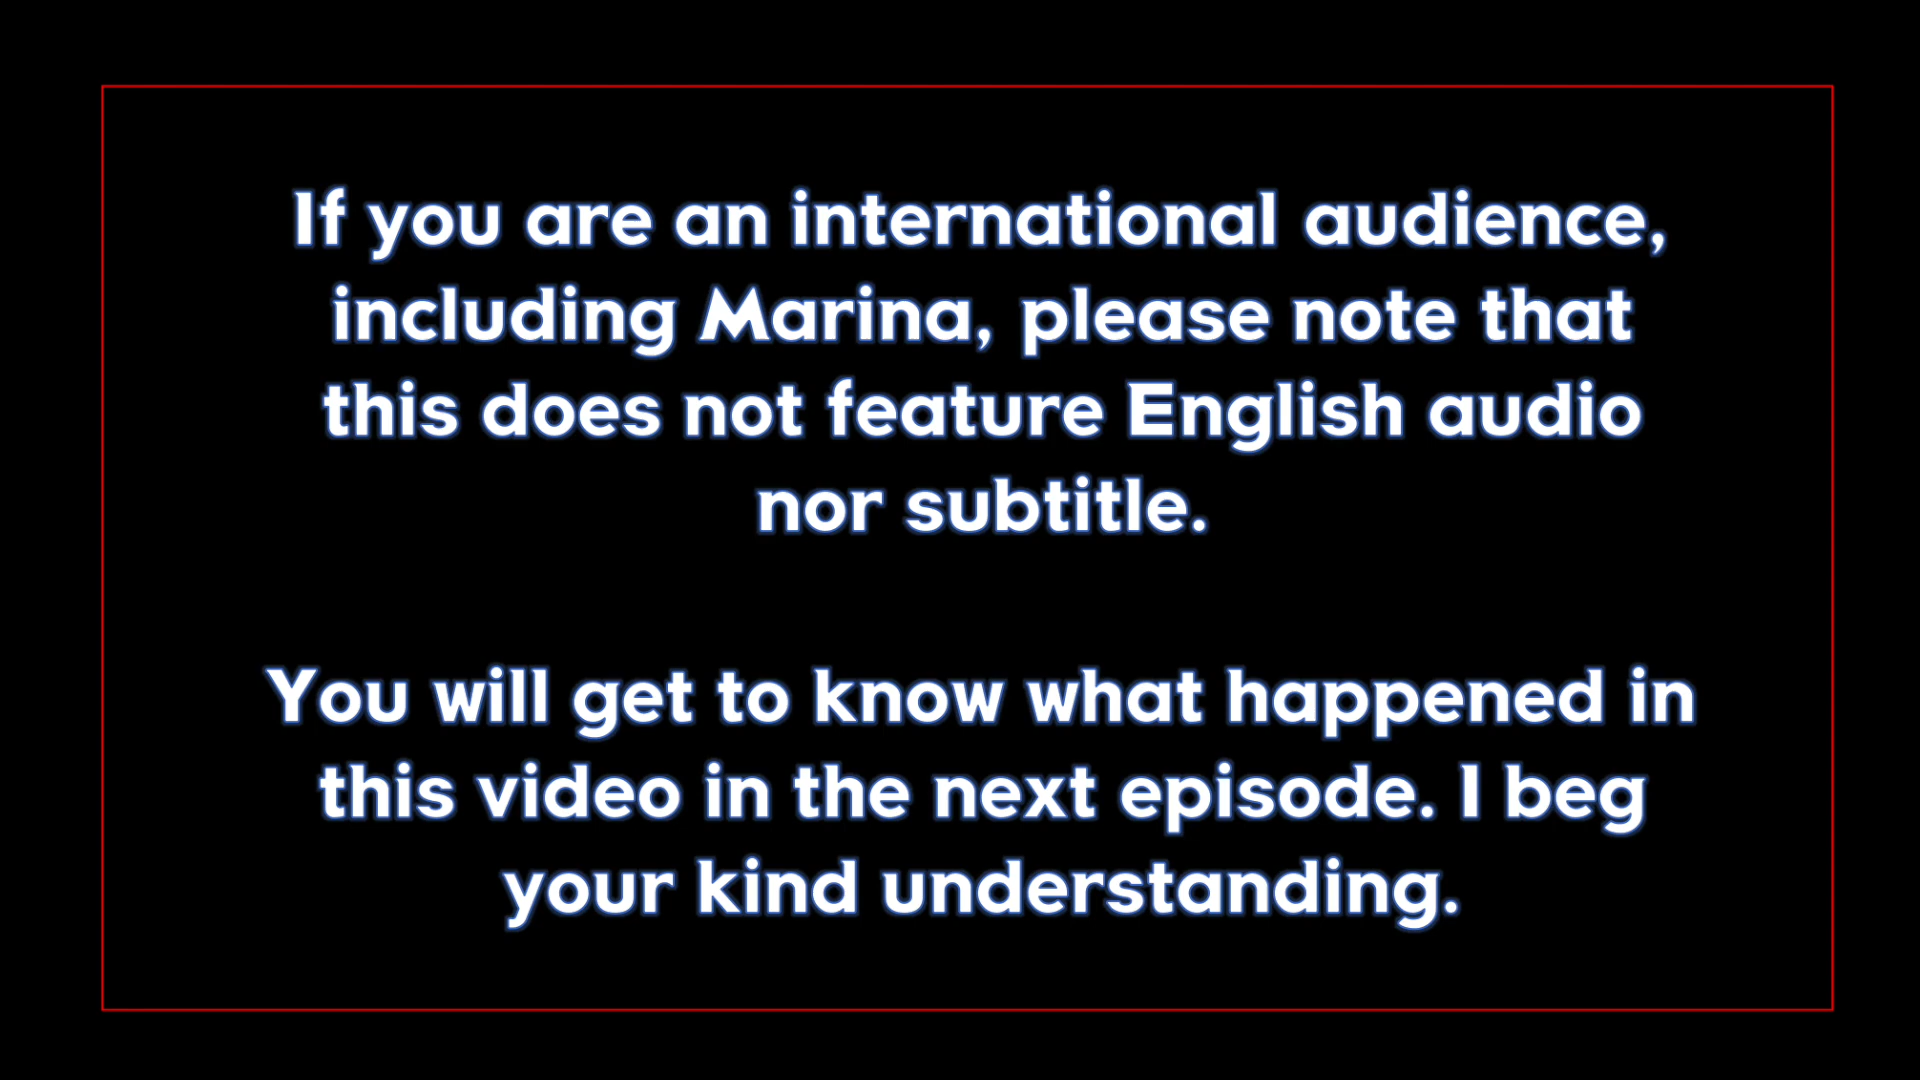 If you are an international audience,
including Marina, please note that
this does not feature English audio
nor subtitle.
You will get to know what happened in
this video in the next episode. I beg
your kind understanding.